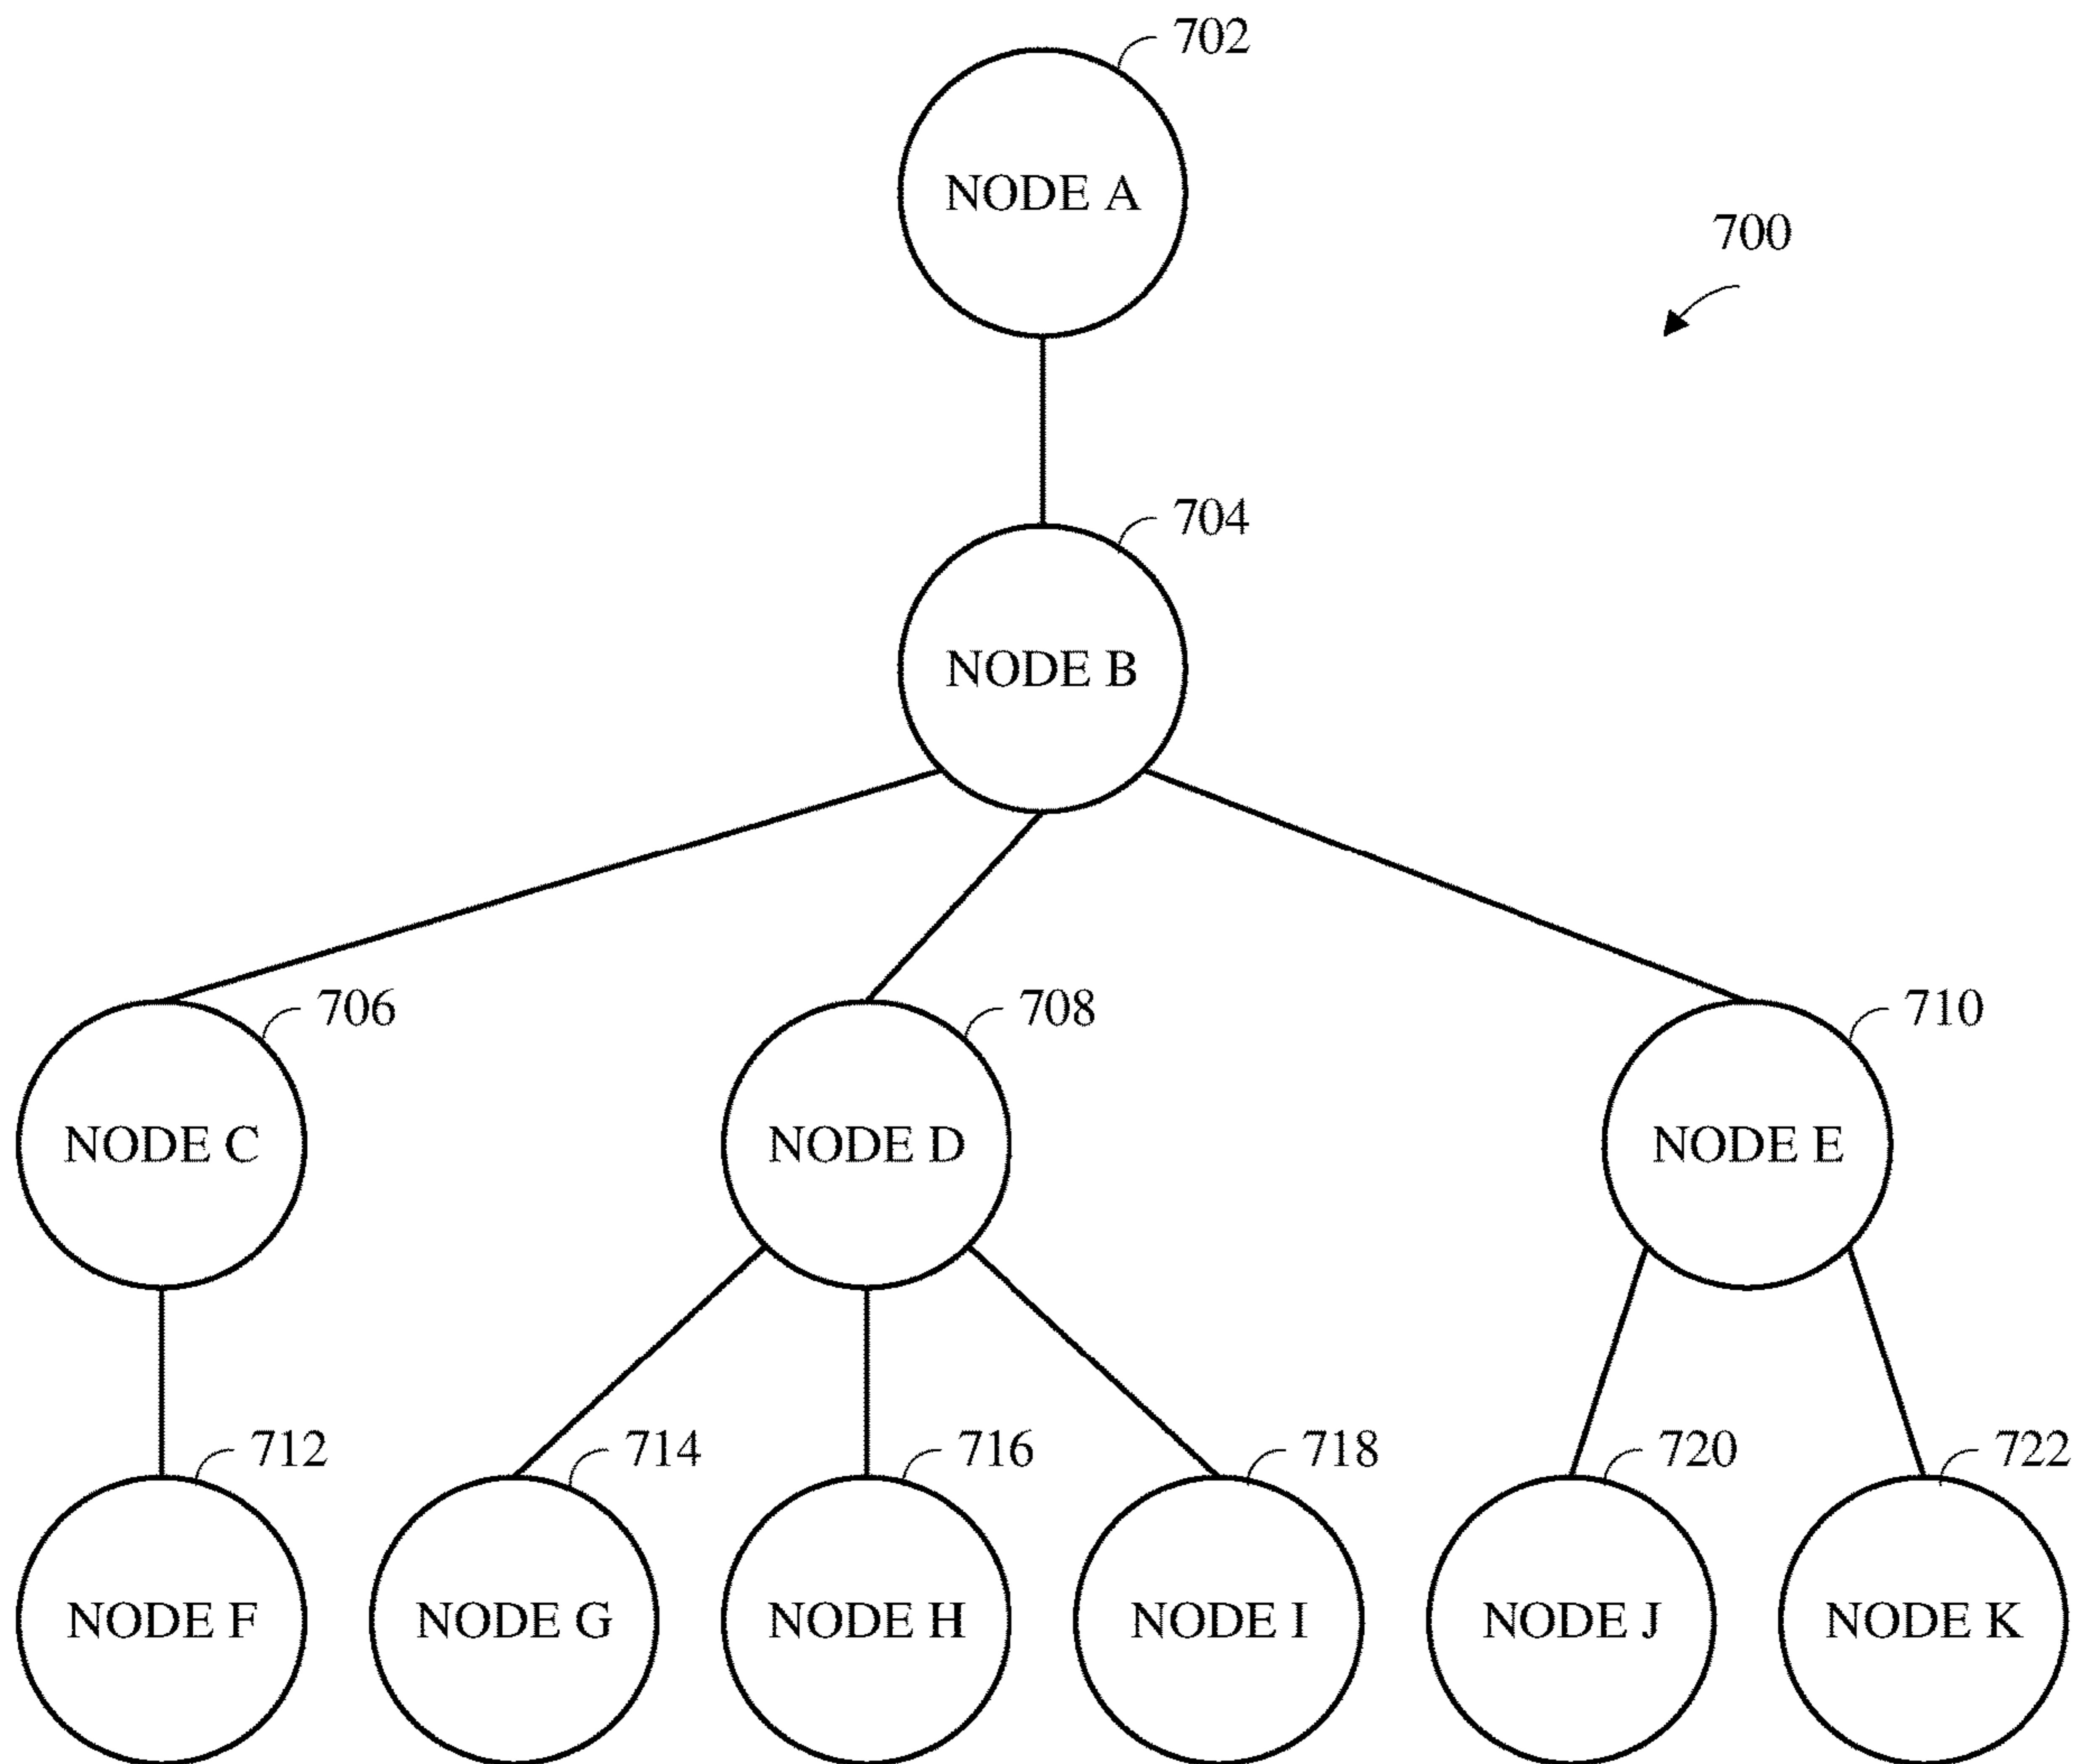 702
NODE A
700
704
NODE B
706
708
710
NODE C
NODE D
NODE E
712
714
716
718
720
722
NODE F
NODE G
NODE H
NODE I
NODE J
NODE K